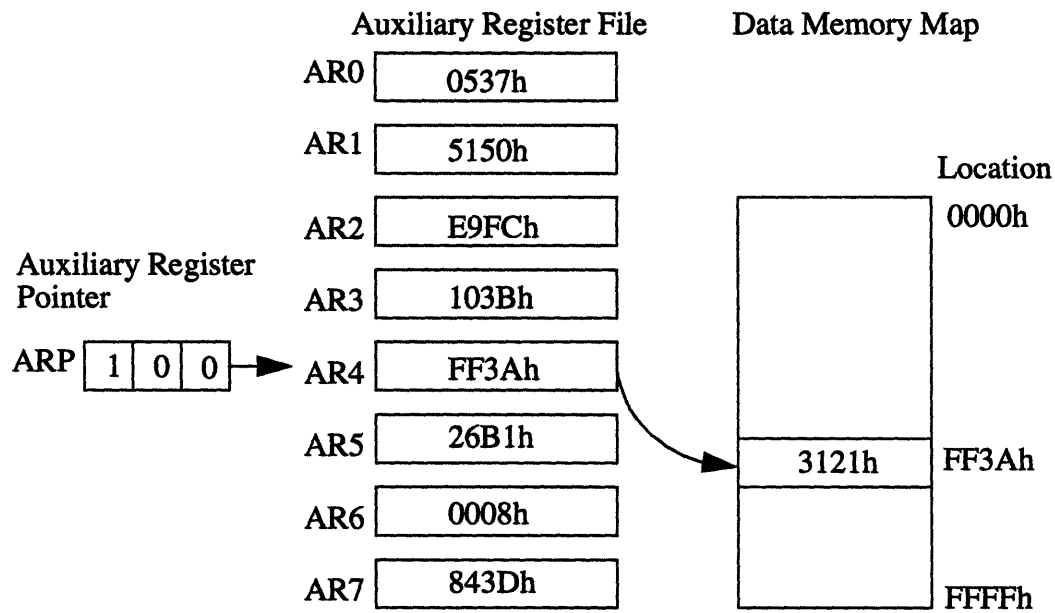 Auxiliary Register File
Data Memory Map
AR0 0537h
AR1 5150h
Location
AR2 E9FCh
0000h
Auxiliary Register
Pointer
AR3 103Bh
ARP 1 0 0
AR4 FF3Ah
AR5 26B1h
3121h FF3Ah
AR6 0008h
AR7 843Dh
FFFFh